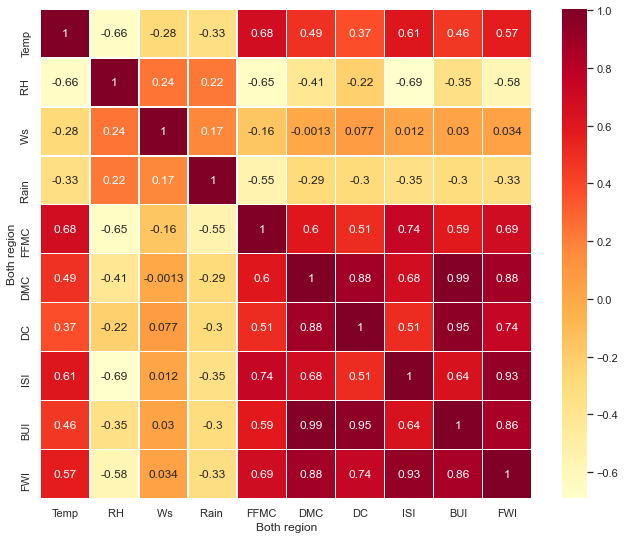 Temp 1 -0.66 -0.28 -0.33 0.68 0.49 0.37 0.61 0.46 0.57
RH -0.66 1 0.24 0.22 -0.65 -0.41 -0.22 -0.69 -0.35 -0.58
Ws -0.28 0.24 1 0.17 -0.16 -0.0013 0.077 0.012 0.03 0.034
Rain -0.33 0.22 0.17 1 -0.55 -0.29 -0.3 -0.35 -0.3 -0.33
FFMC 0.68 -0.65 -0.16 -0.55 1 0.6 0.51 0.74 0.59 0.69
DMC 0.49 -0.41 -0.0013 -0.29 0.6 1 0.88 0.68 0.99 0.88
DC 0.37 -0.22 0.077 -0.3 0.51 0.88 1 0.51 0.95 0.74
ISI 0.61 -0.69 0.012 -0.35 0.74 0.68 0.51 1 0.64 0.93
BUI 0.46 -0.35 0.03 -0.3 0.59 0.99 0.95 0.64 1 0.86
FWI 0.57 -0.58 0.034 -0.33 0.69 0.88 0.74 0.93 0.86 1
Temp RH Ws Rain FFMC DMC DC ISI BUI FWI
Both region
Both region
1.0
0.8
0.6
0.4
0.2
0.0
−0.2
−0.4
−0.6